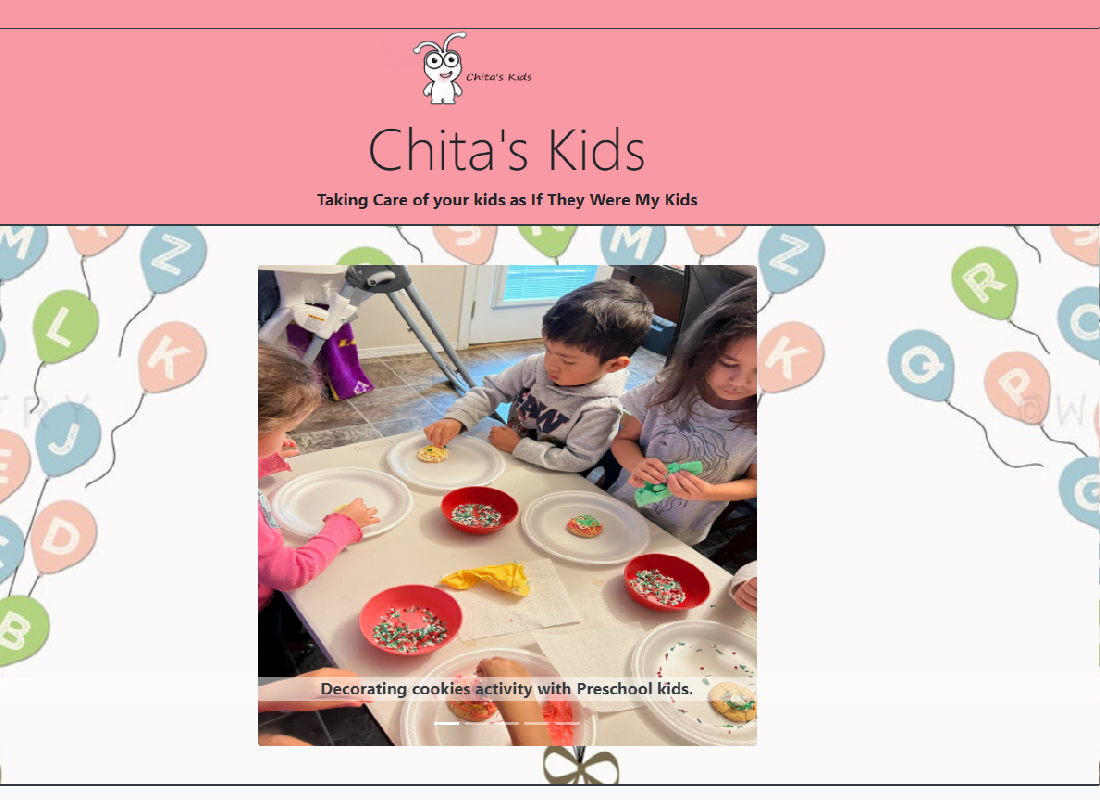 Chita's Kids
Chita's Kids
Taking Care of your kids as If They Were My Kids
M
Z
S
M
Z
R
L
K
K
Q
P
J
E
D
G
B
Decorating cookies activity with Preschool kids.